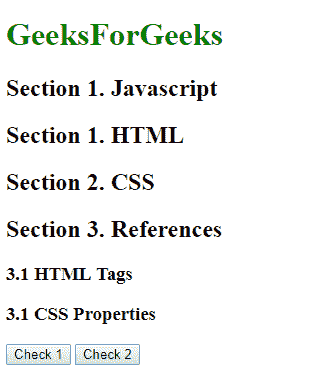 GeeksForGeeks
Section 1. Javascript
Section 1. HTML
Section 2. CSS
Section 3. References
3.1 HTML Tags
3.1 CSS Properties
Check 1 Check 2